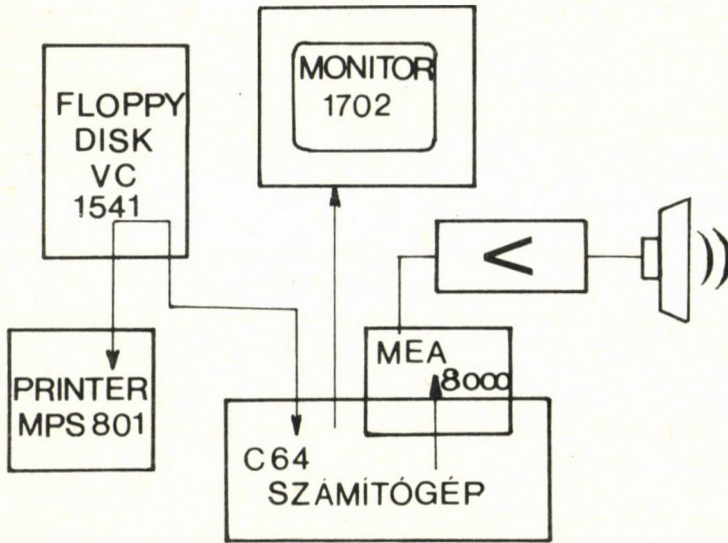 FLOPPY
DISK
VC
1541
MONITOR
1702
<
MEA
8000
PRINTER
MPS 801
C64
SZÁMÍTÓGÉP